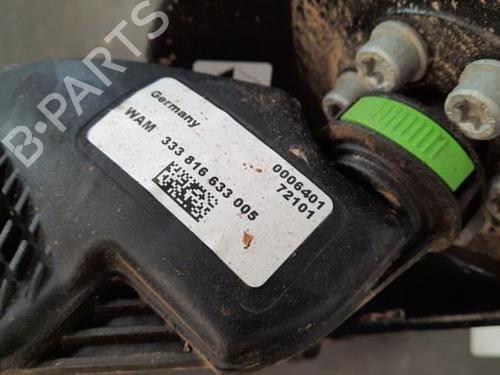 B-PARTS
Germany
WAM 333 816 633 005
0006401
72101